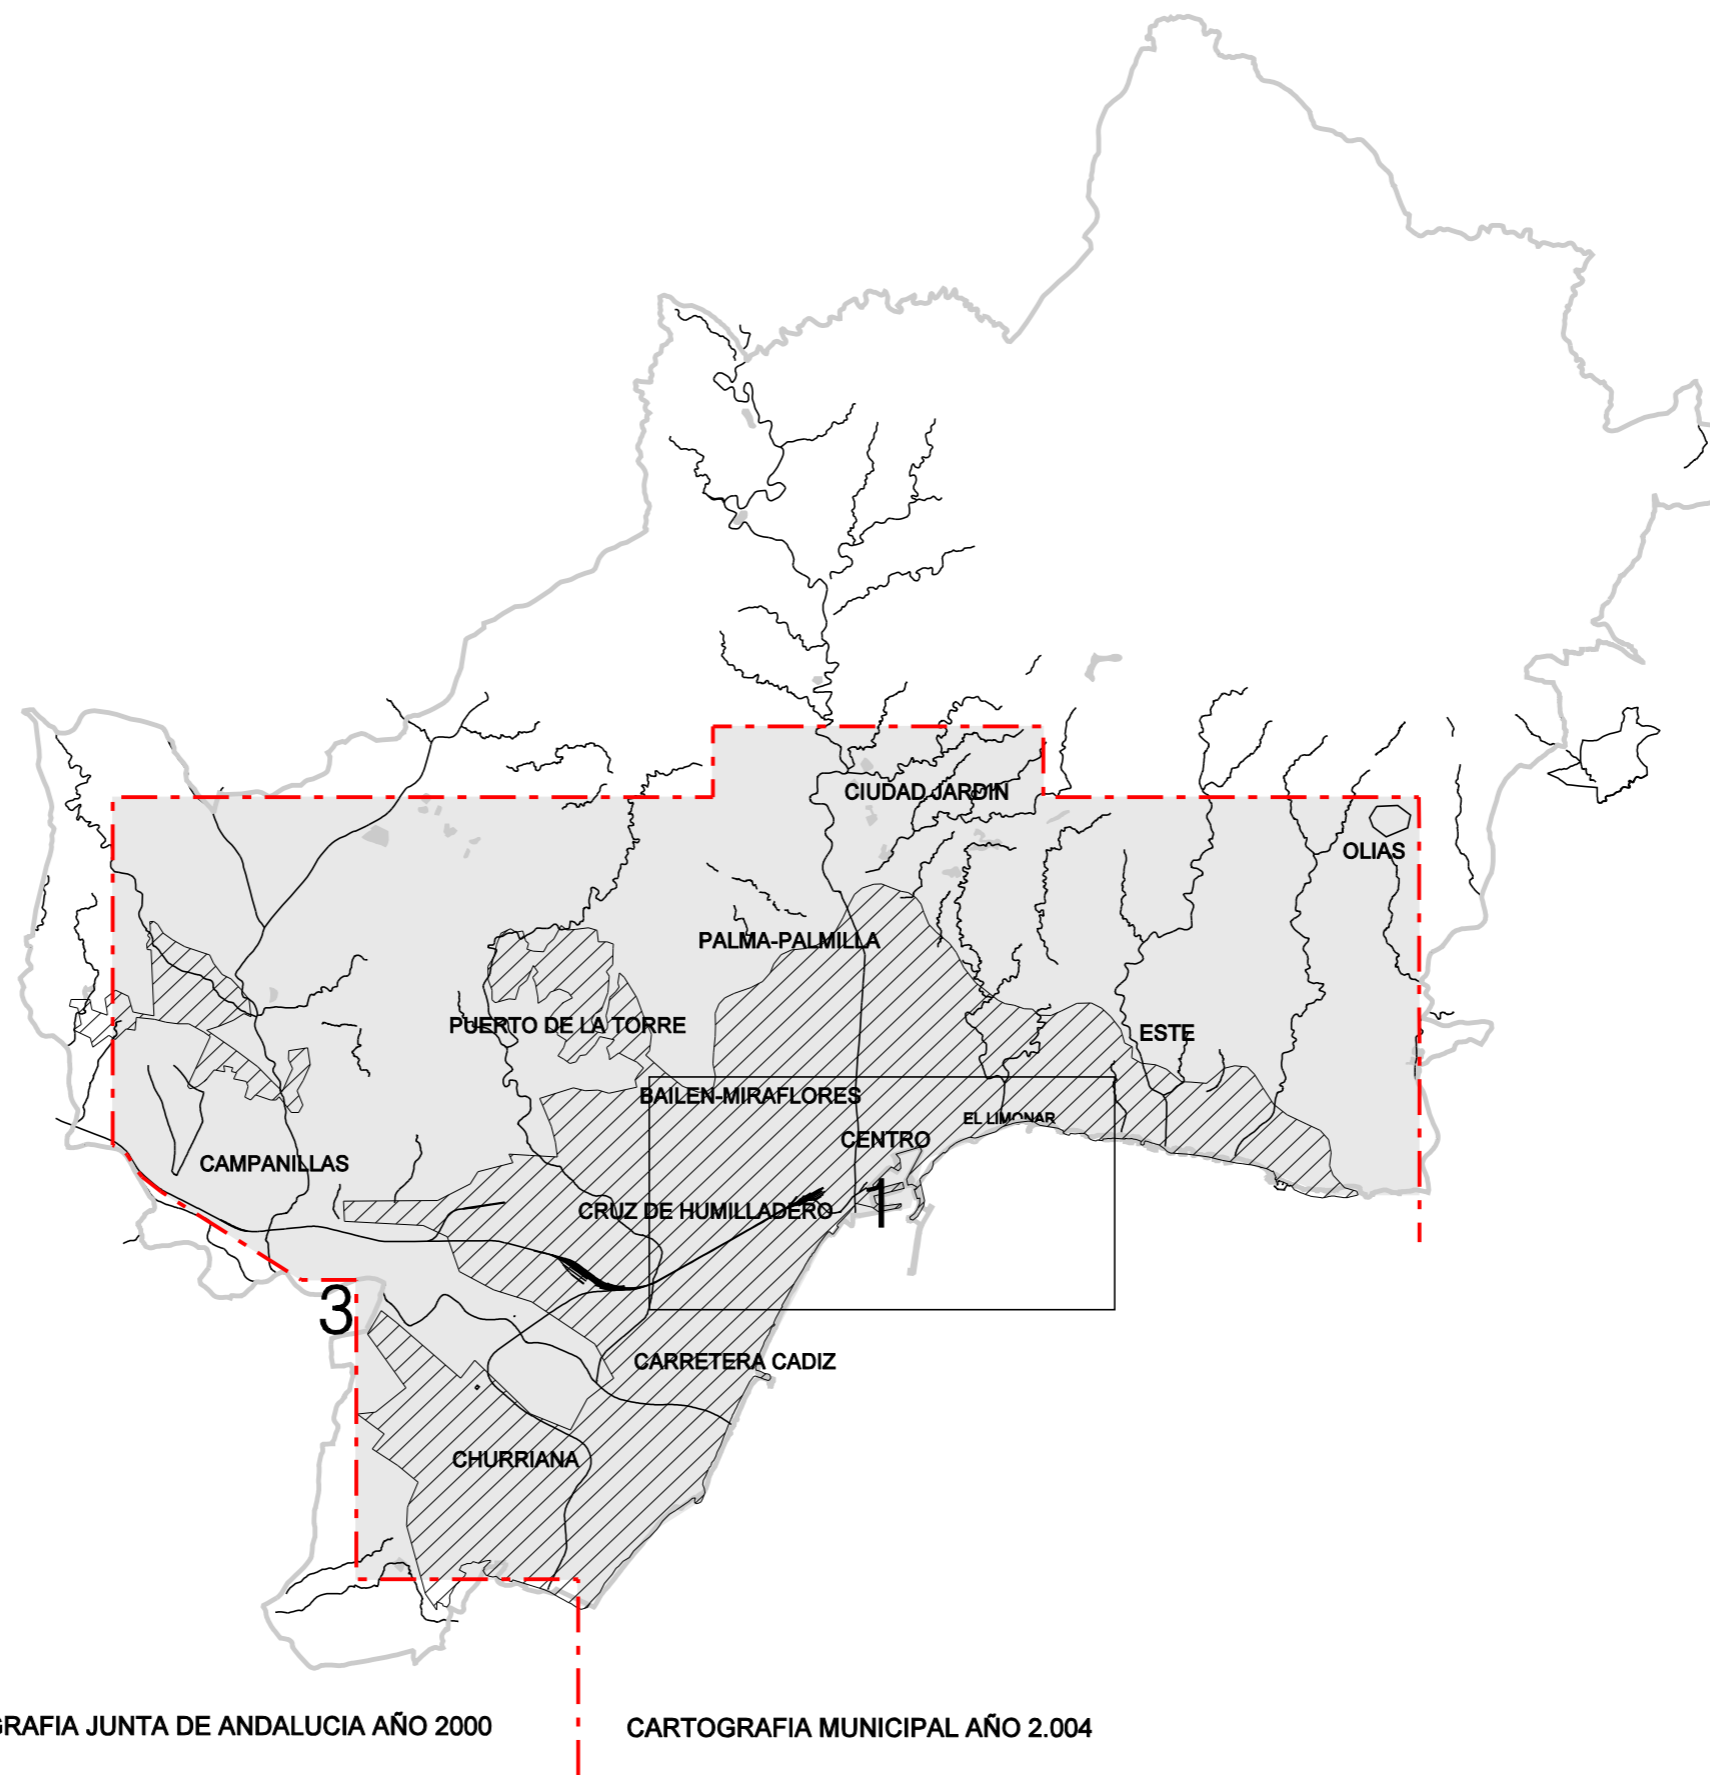 CIUDAD JARDIN
OLIAS
PALMA-PALMILLA
PUERTO DE LA TORRE
ESTE
BAILEN-MIRAFLORES
EL LIMONAR
CENTRO
CAMPANILLAS
CRUZ DE HUMILLADERO
1
3
CARRETERA CADIZ
CHURRIANA
GRAFIA JUNTA DE ANDALUCIA AÑO 2000
CARTOGRAFIA MUNICIPAL AÑO 2.004